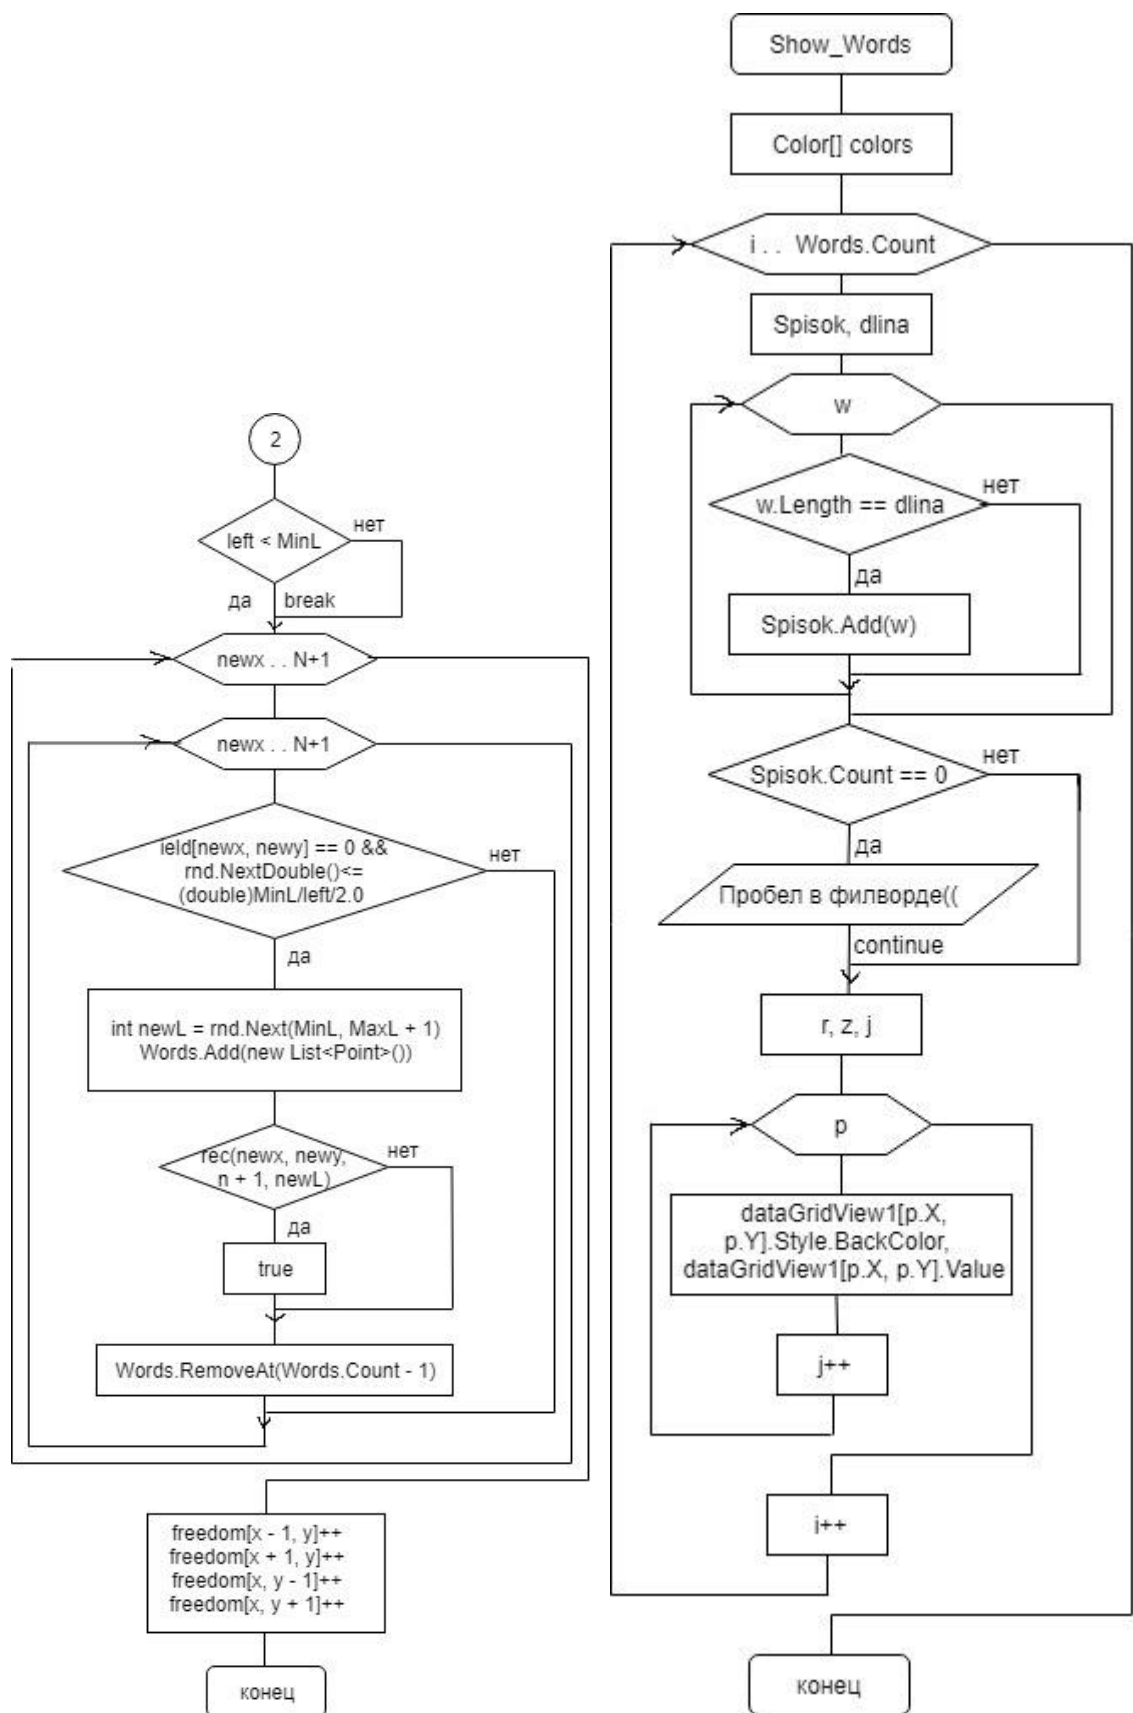 2
left < MinL
нет
да
break
newx . . N+1
newx . . N+1
ield[newx, newy] == 0 &&
rnd.NextDouble()<=
(double)MinL/left/2.0
нет
да
int newL = rnd.Next(MinL, MaxL + 1)
Words.Add(new List<Point>())
rec(newx, newy,
n + 1, newL)
нет
да
true
Words.RemoveAt(Words.Count - 1)
freedom[x - 1, y]++
freedom[x + 1, y]++
freedom[x, y - 1]++
freedom[x, y + 1]++
конец
Show_Words
Color[] colors
i . . Words.Count
Spisok, dlina
w
w.Length == dlina
нет
да
Spisok.Add(w)
Spisok.Count == 0
нет
да
Пробел в филворде((
continue
r, z, j
p
dataGridView1[p.X,
p.Y].Style.BackColor,
dataGridView1[p.X, p.Y].Value
j++
i++
конец